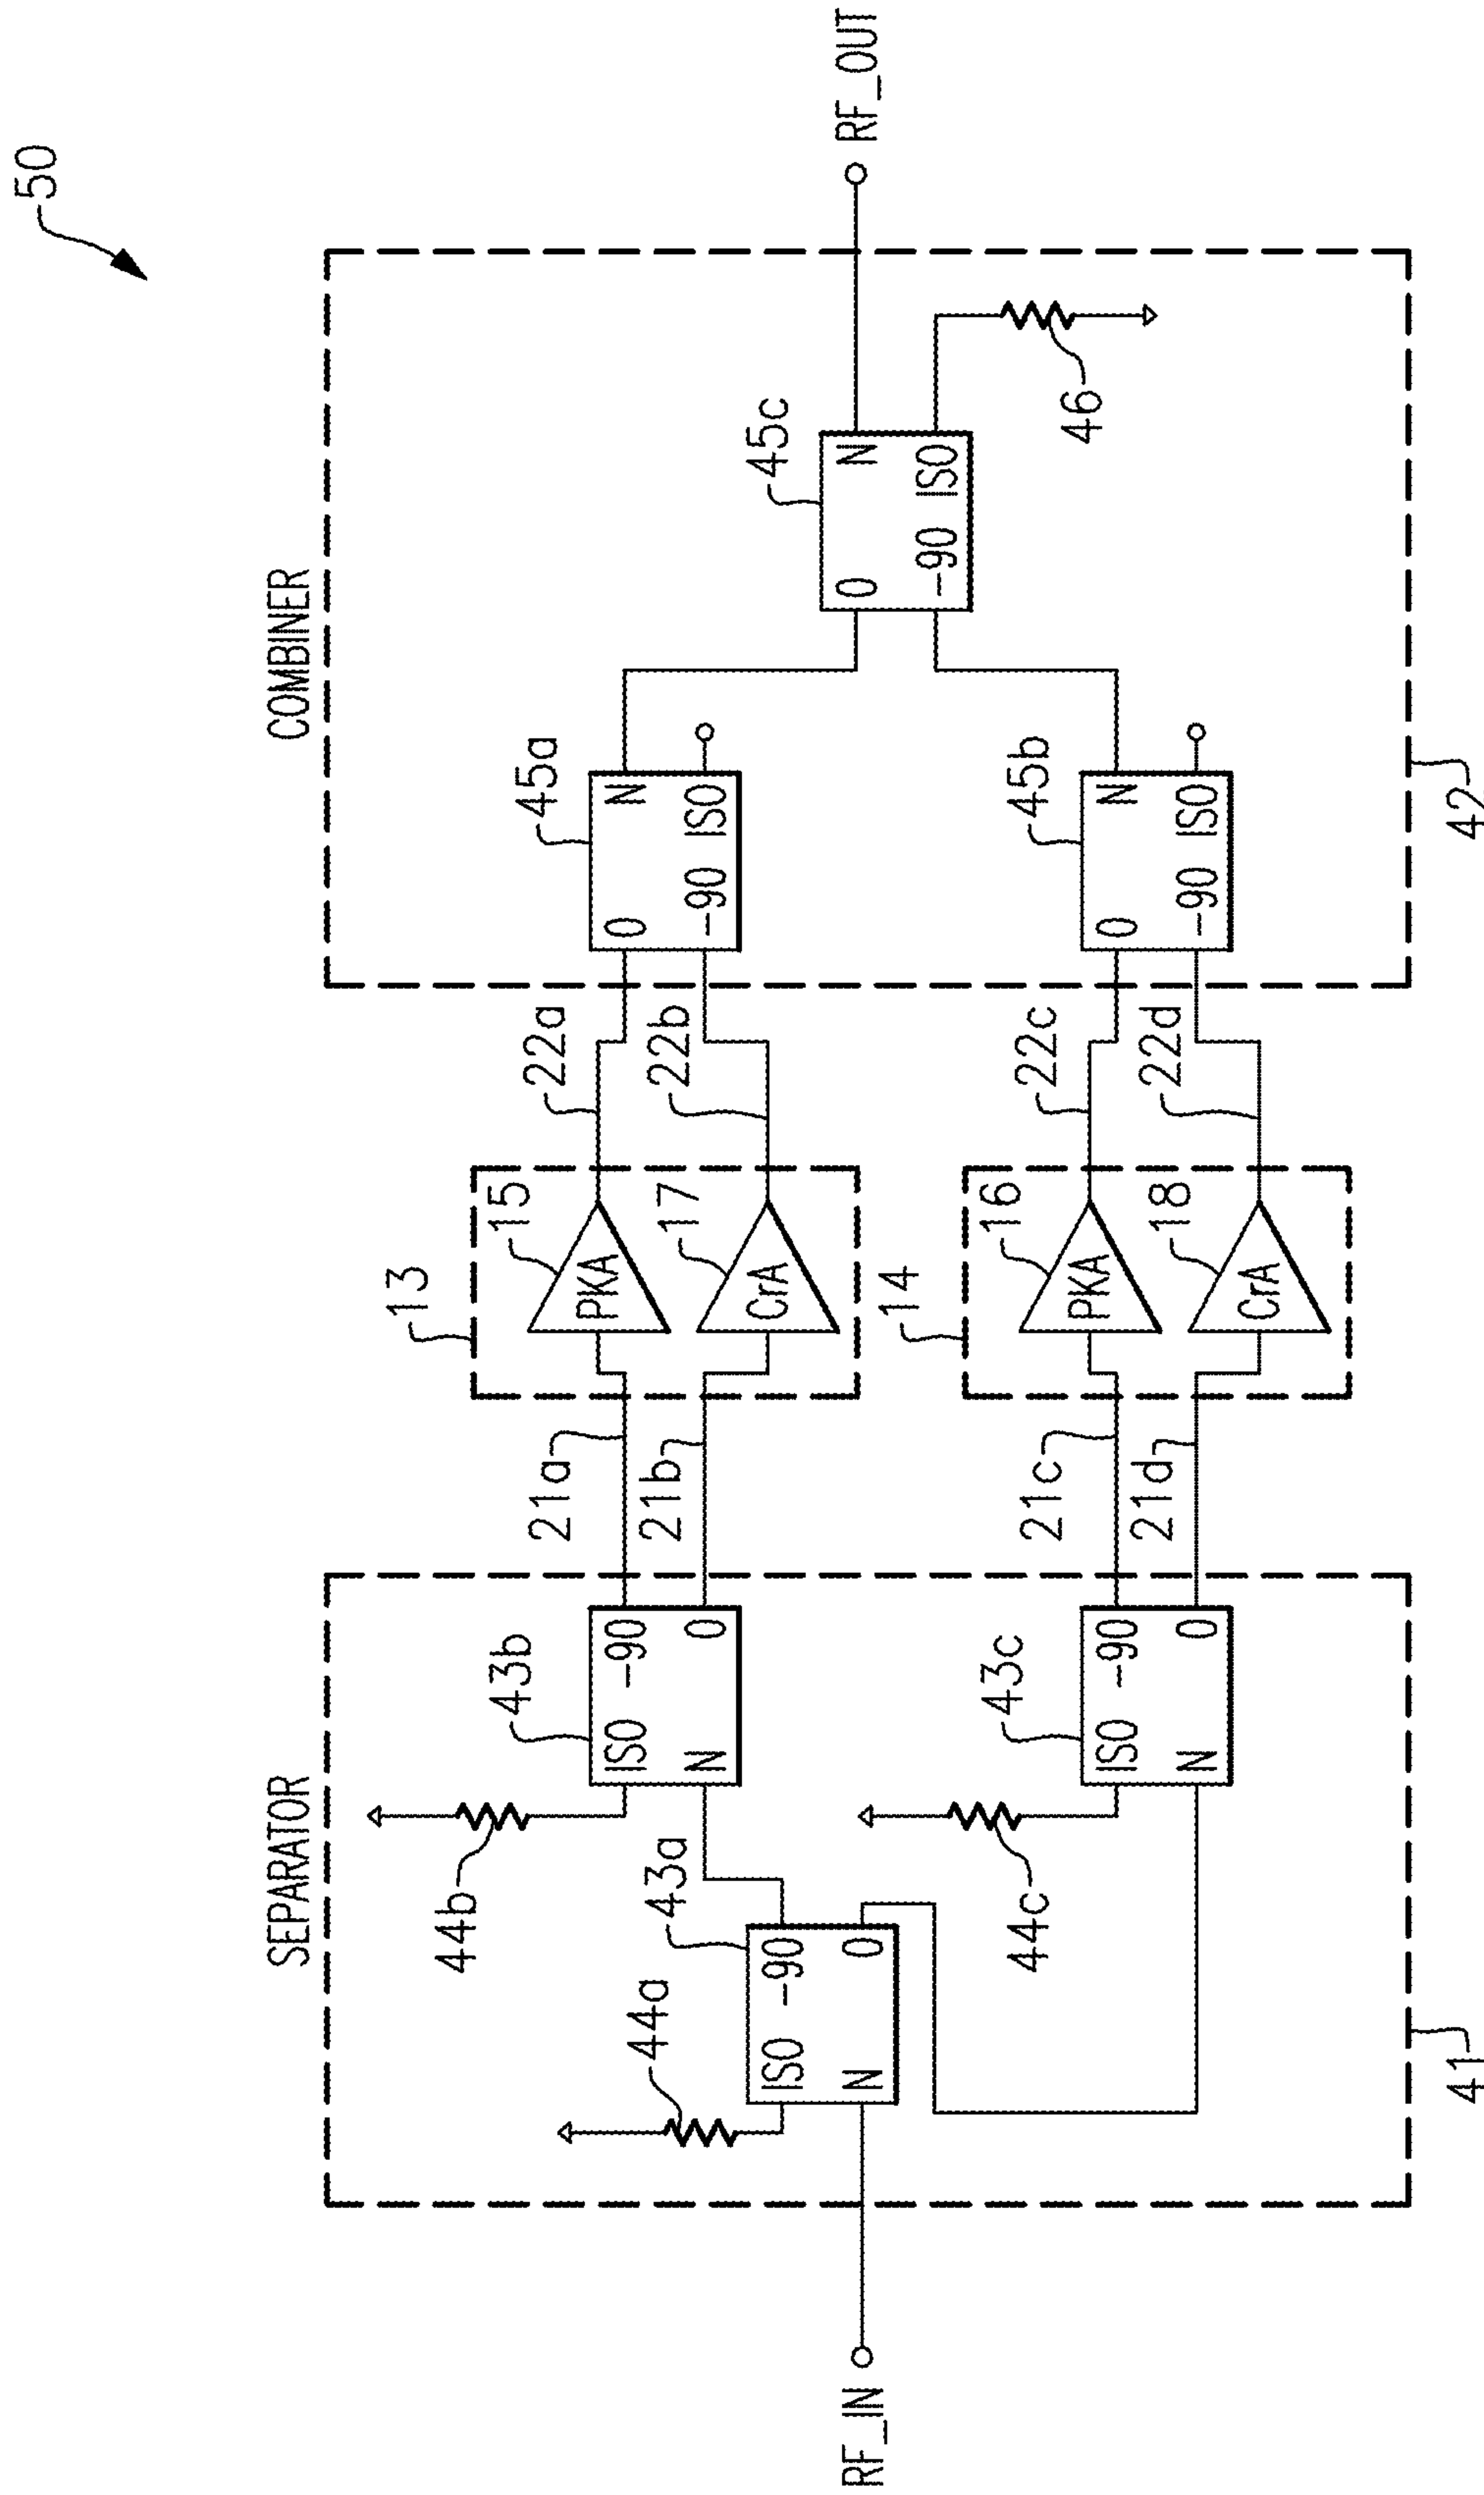 50
SEPARATOR
COMBINER
RF_IN
44a
43a
ISO -90
N 0
44b
43b
ISO -90
N 0
44c
43c
ISO -90
N 0
41
21a
21b
21c
21d
13
15
PKA
17
CrA
14
16
PKA
18
CrA
22a
22b
22c
22d
45a
0 N
-90 ISO
45b
0 N
-90 ISO
45c
0 N
-90 ISO
46
42
RF_OUT